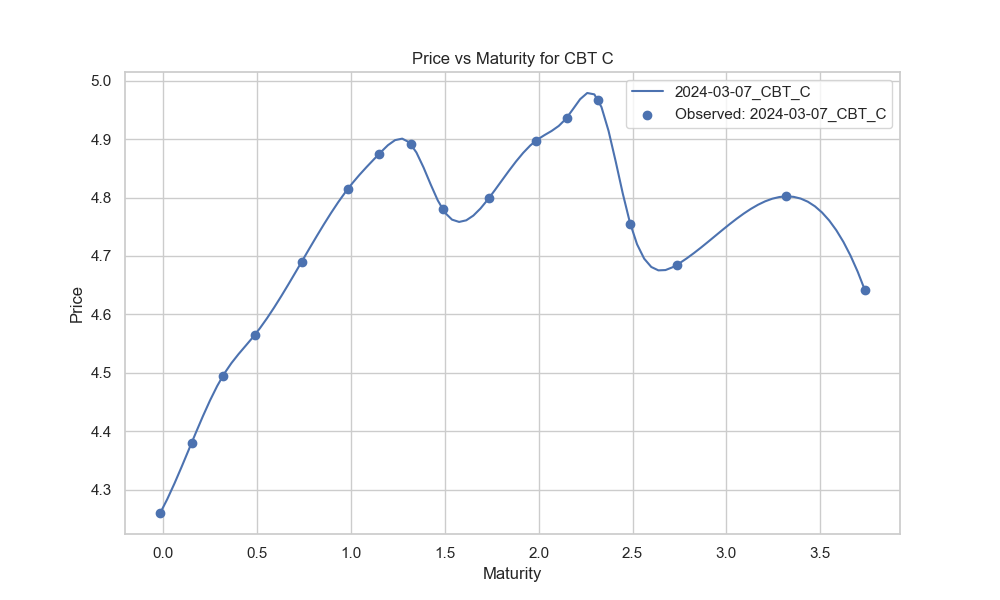 Price vs Maturity for CBT C
2024-03-07_CBT_C
Observed: 2024-03-07_CBT_C
Price
5.0
4.9
4.8
4.7
4.6
4.5
4.4
4.3
0.0 0.5 1.0 1.5 2.0 2.5 3.0 3.5
Maturity